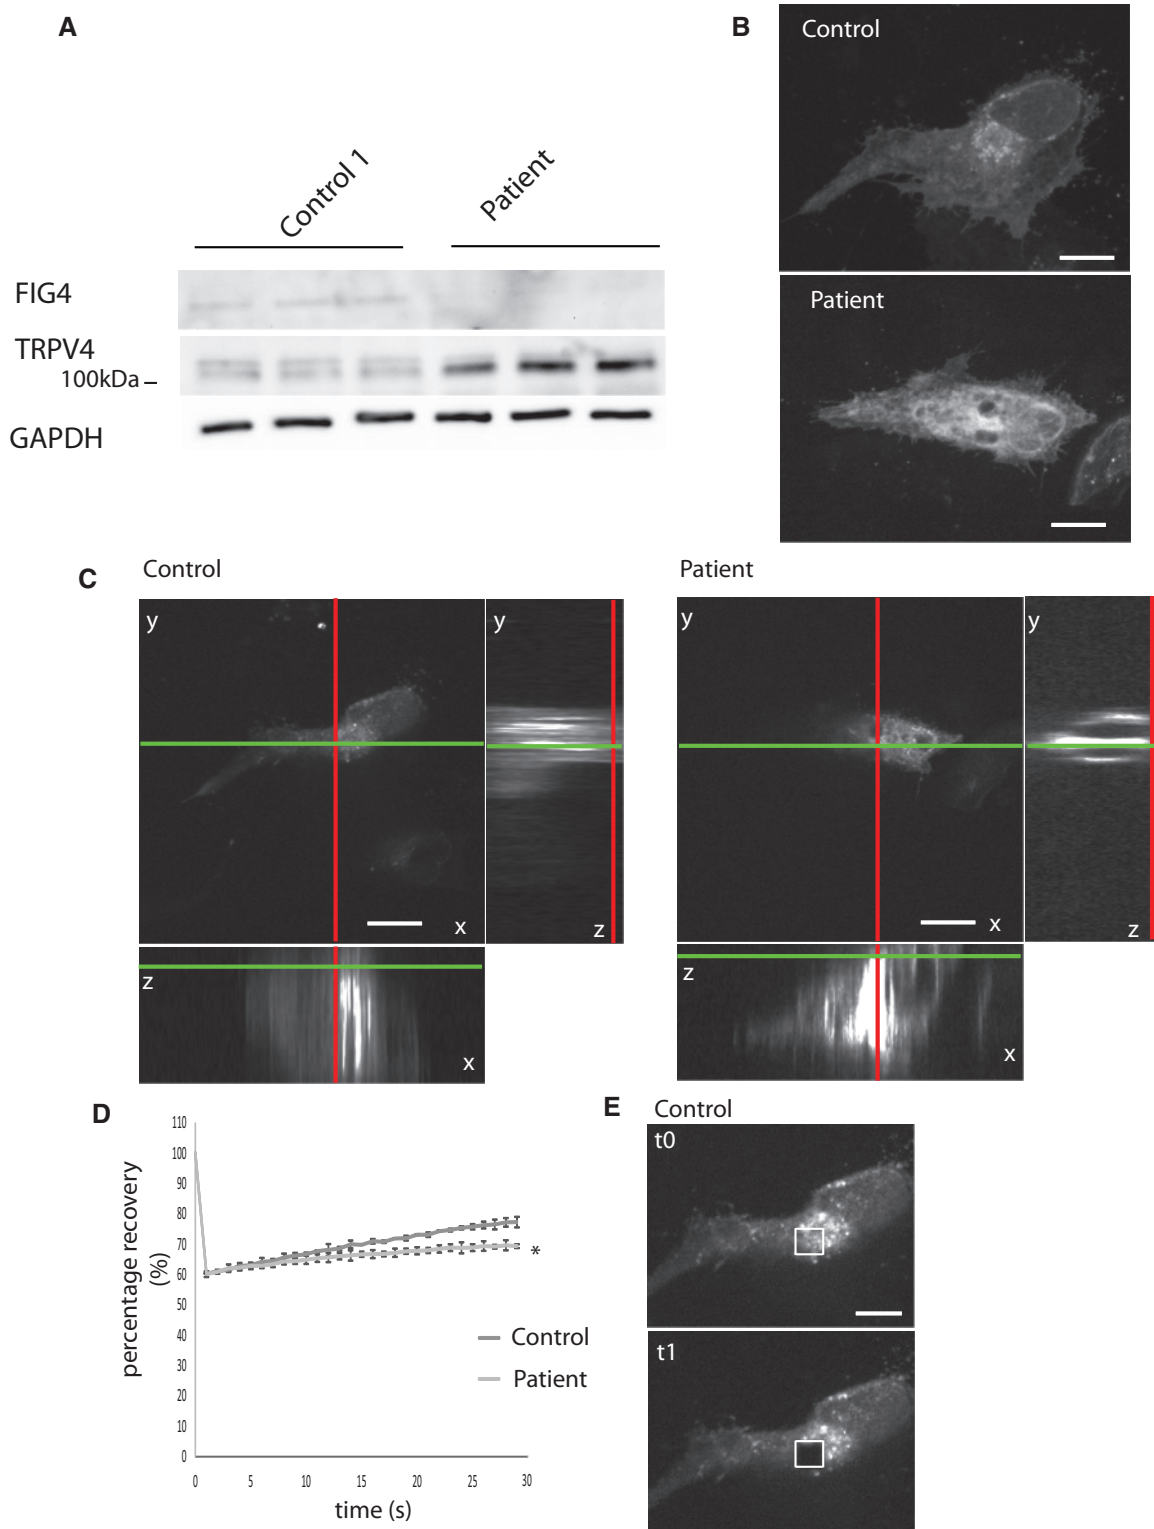 A
Control 1
Patient
FIG4
TRPV4
100kDa
GAPDH
B
Control
Patient
C
Control
y
x
y
z
z
x
Patient
y
x
y
z
z
x
D
percentage recovery
(%)
110
100
90
80
70
60
50
40
30
20
10
0
0 5 10 15 20 25 30
time (s)
*
Control
Patient
E
Control
t0
t1